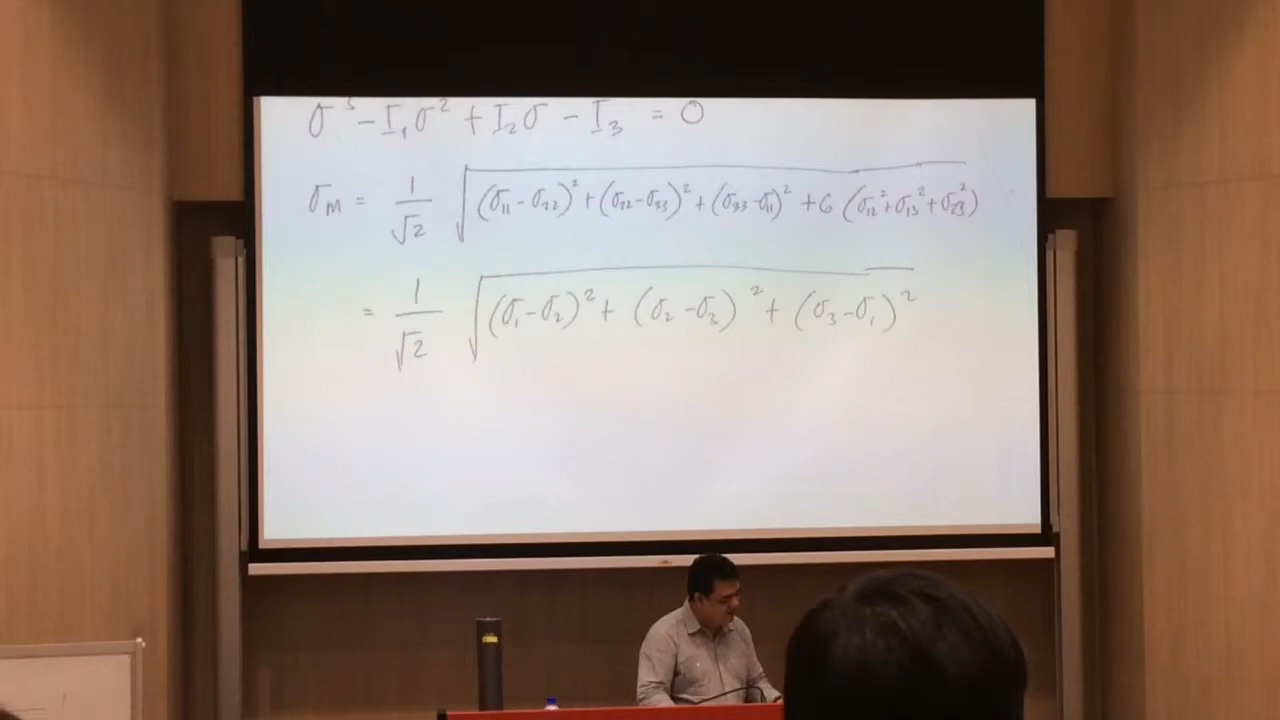 σ³ - I₁σ² + I₂σ - I₃ = 0
σ_M = 1/√2 √((σ₁₁ - σ₂₂)² + (σ₂₂ - σ₃₃)² + (σ₃₃ - σ₁₁)² + 6 (σ₁₂² + σ₁₃² + σ₂₃²))
= 1/√2 √((σ₁ - σ₂)² + (σ₂ - σ₃)² + (σ₃ - σ₁)²)